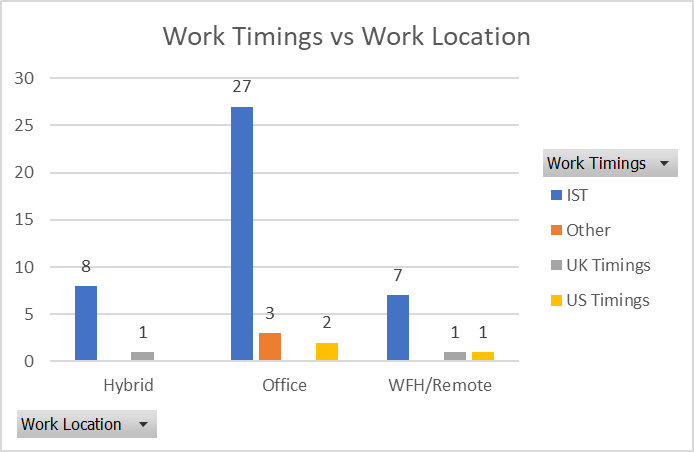 Work Timings vs Work Location
30
25
20
15
10
5
0
8
1
27
3
2
7
1
1
Hybrid
Office
WFH/Remote
Work Timings
IST
Other
UK Timings
US Timings
Work Location